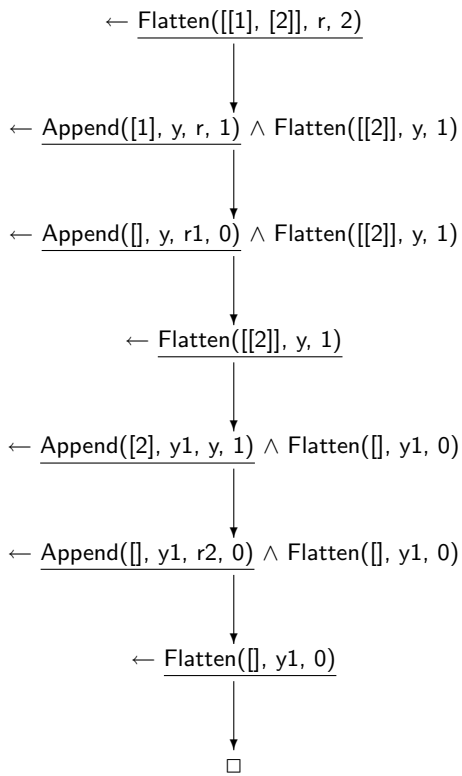 ← Flatten([[1], [2]], r, 2)
← Append([1], y, r, 1) ∧ Flatten([[2]], y, 1)
← Append([], y, r1, 0) ∧ Flatten([[2]], y, 1)
← Flatten([[2]], y, 1)
← Append([2], y1, y, 1) ∧ Flatten([], y1, 0)
← Append([], y1, r2, 0) ∧ Flatten([], y1, 0)
← Flatten([], y1, 0)
□